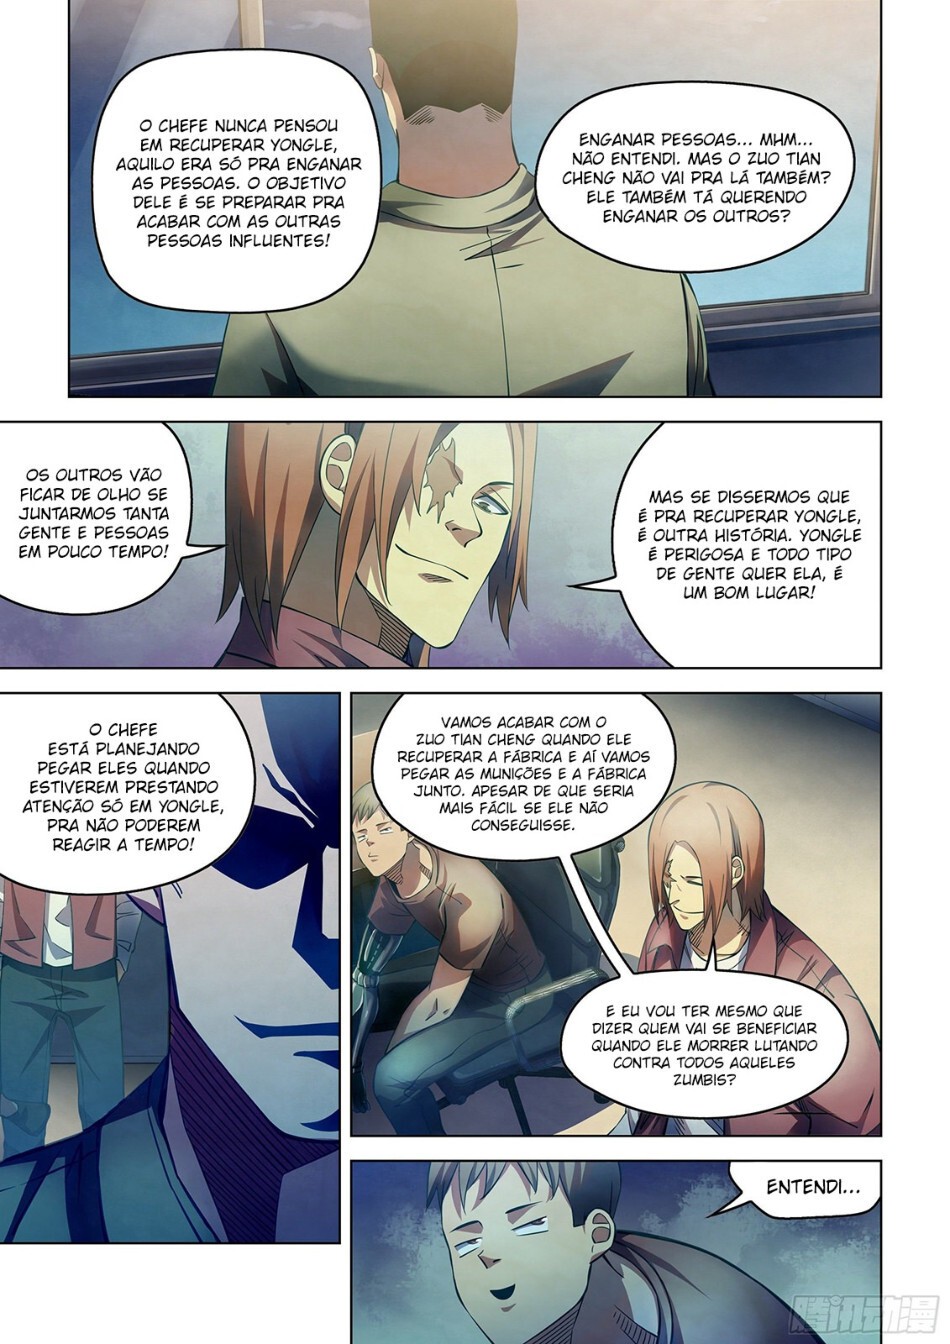 O CHEFE NUNCA PENSOU
EM RECUPERAR YONGLE,
AQUILO ERA SÓ PRA ENGANAR
AS PESSOAS. O OBJETIVO
DELE É SE PREPARAR PRA
ACABAR COM AS OUTRAS
PESSOAS INFLUENTES!
ENGANAR PESSOAS... MHM...
NÃO ENTENDI. MAS O ZUO TIAN
CHENG NÃO VAI PRA LÁ TAMBÉM?
ELE TAMBÉM TÁ QUERENDO
ENGANAR OS OUTROS?
OS OUTROS VÃO
FICAR DE OLHO SE
JUNTARMOS TANTA
GENTE E PESSOAS
EM POUCO TEMPO!
MAS SE DISSERMOS QUE
É PRA RECUPERAR YONGLE,
É OUTRA HISTÓRIA. YONGLE
É PERIGOSA E TODO TIPO
DE GENTE QUER ELA, É
UM BOM LUGAR!
O CHEFE
ESTÁ PLANEJANDO
PEGAR ELES QUANDO
ESTIVEREM PRESTANDO
ATENÇÃO SÓ EM YONGLE,
PRA NÃO PODEREM
REAGIR A TEMPO!
VAMOS ACABAR COM O
ZUO TIAN CHENG QUANDO ELE
RECUPERAR A FÁBRICA E AÍ VAMOS
PEGAR AS MUNIÇÕES E A FÁBRICA
JUNTO. APESAR DE QUE SERIA
MAIS FÁCIL SE ELE NÃO
CONSEGUISSE.
E EU VOU TER MESMO QUE
DIZER QUEM VAI SE BENEFICIAR
QUANDO ELE MORRER LUTANDO
CONTRA TODOS AQUELES
ZUMBIS?
ENTENDI...
腾讯动漫